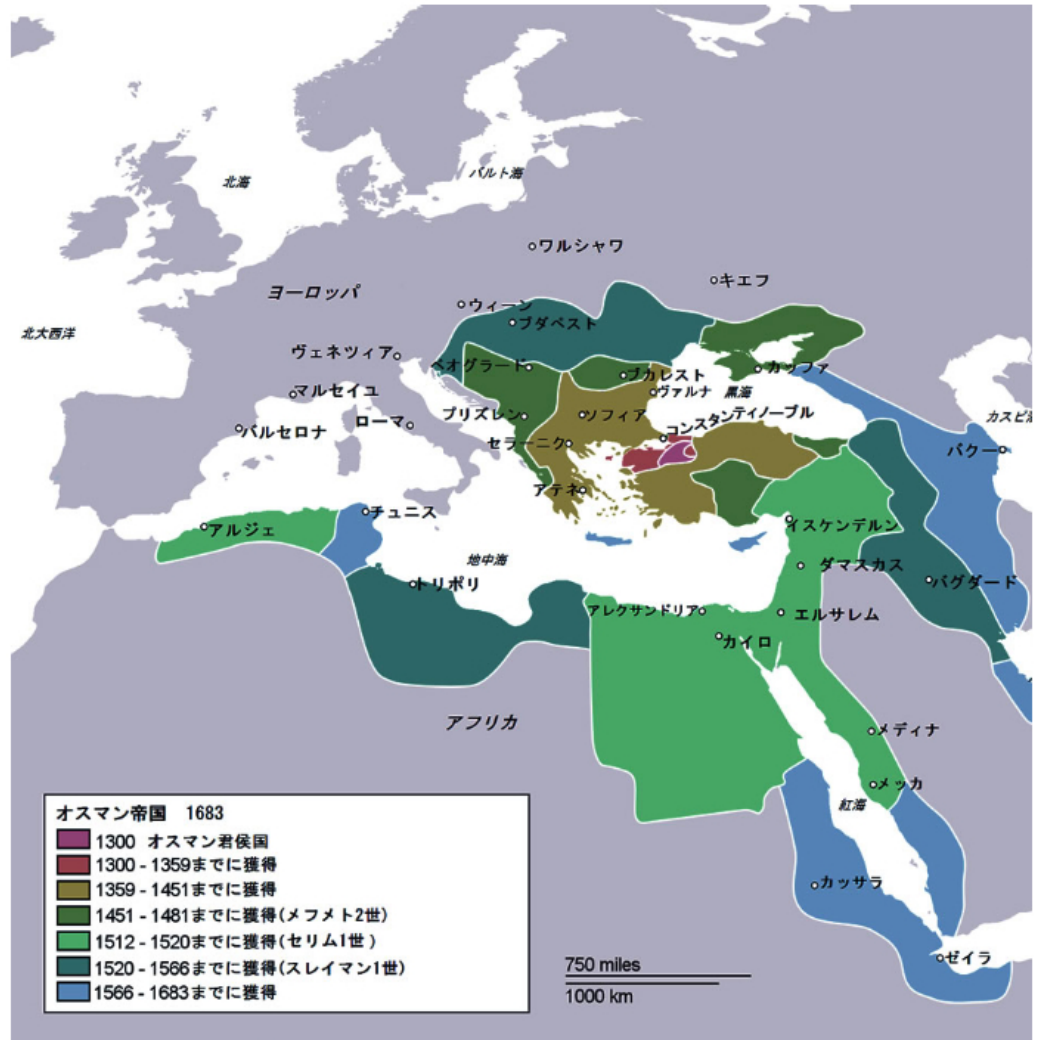 北海
バルト海
ワルシャワ
キエフ
ヨーロッパ
ウィーン
北大西洋
ブダペスト
ヴェネツィア
ベオグラード
カッファ
ブカレスト
マルセイユ
ヴァルナ
黒海
カスピ海
プリズレン
ソフィア
コンスタンティノープル
ローマ
バルセロナ
セラーニク
バクー
アテネ
チュニス
アルジェ
イスケンデルン
地中海
ダマスカス
トリポリ
バグダード
アレクサンドリア
エルサレム
カイロ
アフリカ
メディナ
メッカ
紅海
カッサラ
ゼイラ
オスマン帝国 1683
1300 オスマン君侯国
1300 - 1359までに獲得
1359 - 1451までに獲得
1451 - 1481までに獲得(メフメト2世)
1512 - 1520までに獲得(セリム1世)
1520 - 1566までに獲得(スレイマン1世)
1566 - 1683までに獲得
750 miles
1000 km